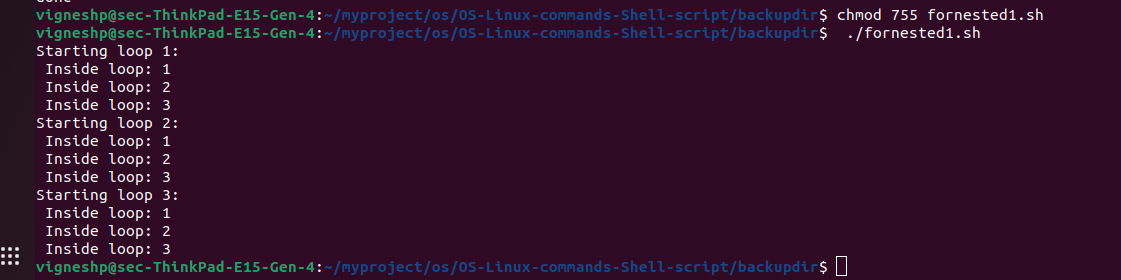 done
vigneshp@sec-ThinkPad-E15-Gen-4:~/myproject/os/OS-Linux-commands-Shell-script/backupdir$ chmod 755 fornested1.sh
vigneshp@sec-ThinkPad-E15-Gen-4:~/myproject/os/OS-Linux-commands-Shell-script/backupdir$  ./fornested1.sh
Starting loop 1:
 Inside loop: 1
 Inside loop: 2
 Inside loop: 3
Starting loop 2:
 Inside loop: 1
 Inside loop: 2
 Inside loop: 3
Starting loop 3:
 Inside loop: 1
 Inside loop: 2
 Inside loop: 3
vigneshp@sec-ThinkPad-E15-Gen-4:~/myproject/os/OS-Linux-commands-Shell-script/backupdir$